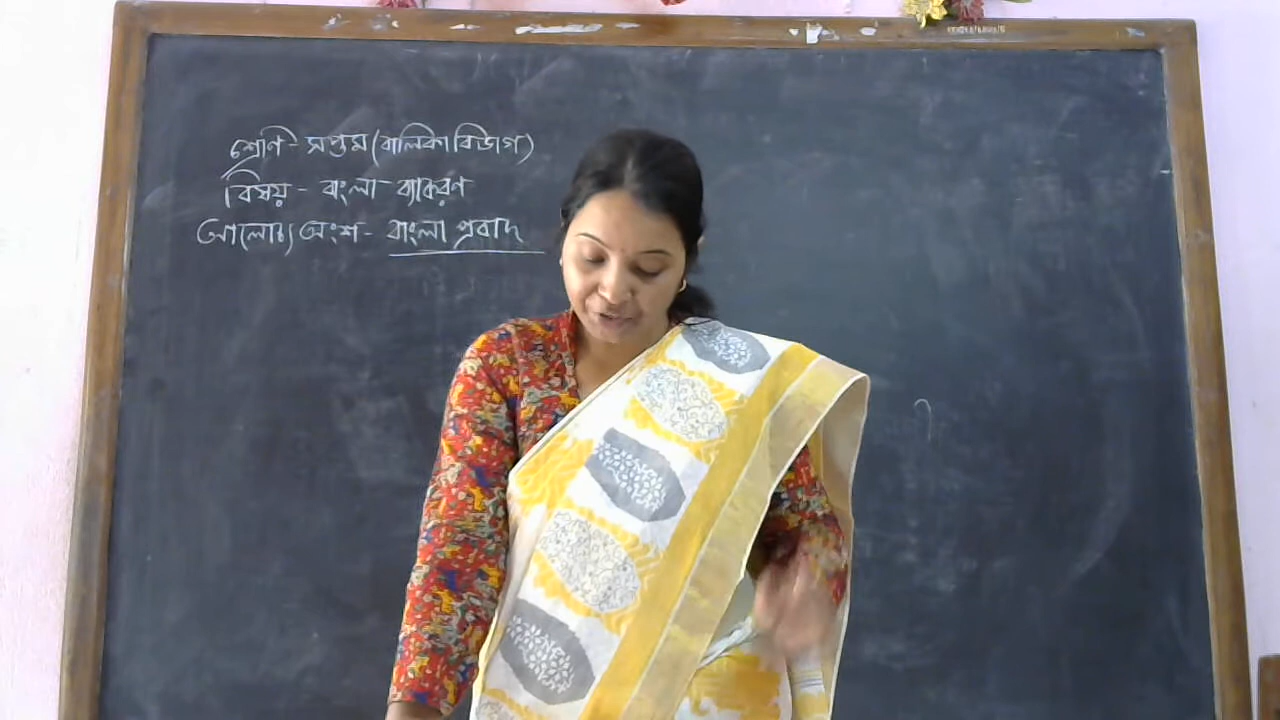 শ্রেণি - সপ্তম (বালিকা বিভাগ)
বিষয় - বাংলা ব্যাকরণ
আলোচ্য অংশ - বাংলা প্রবাদ